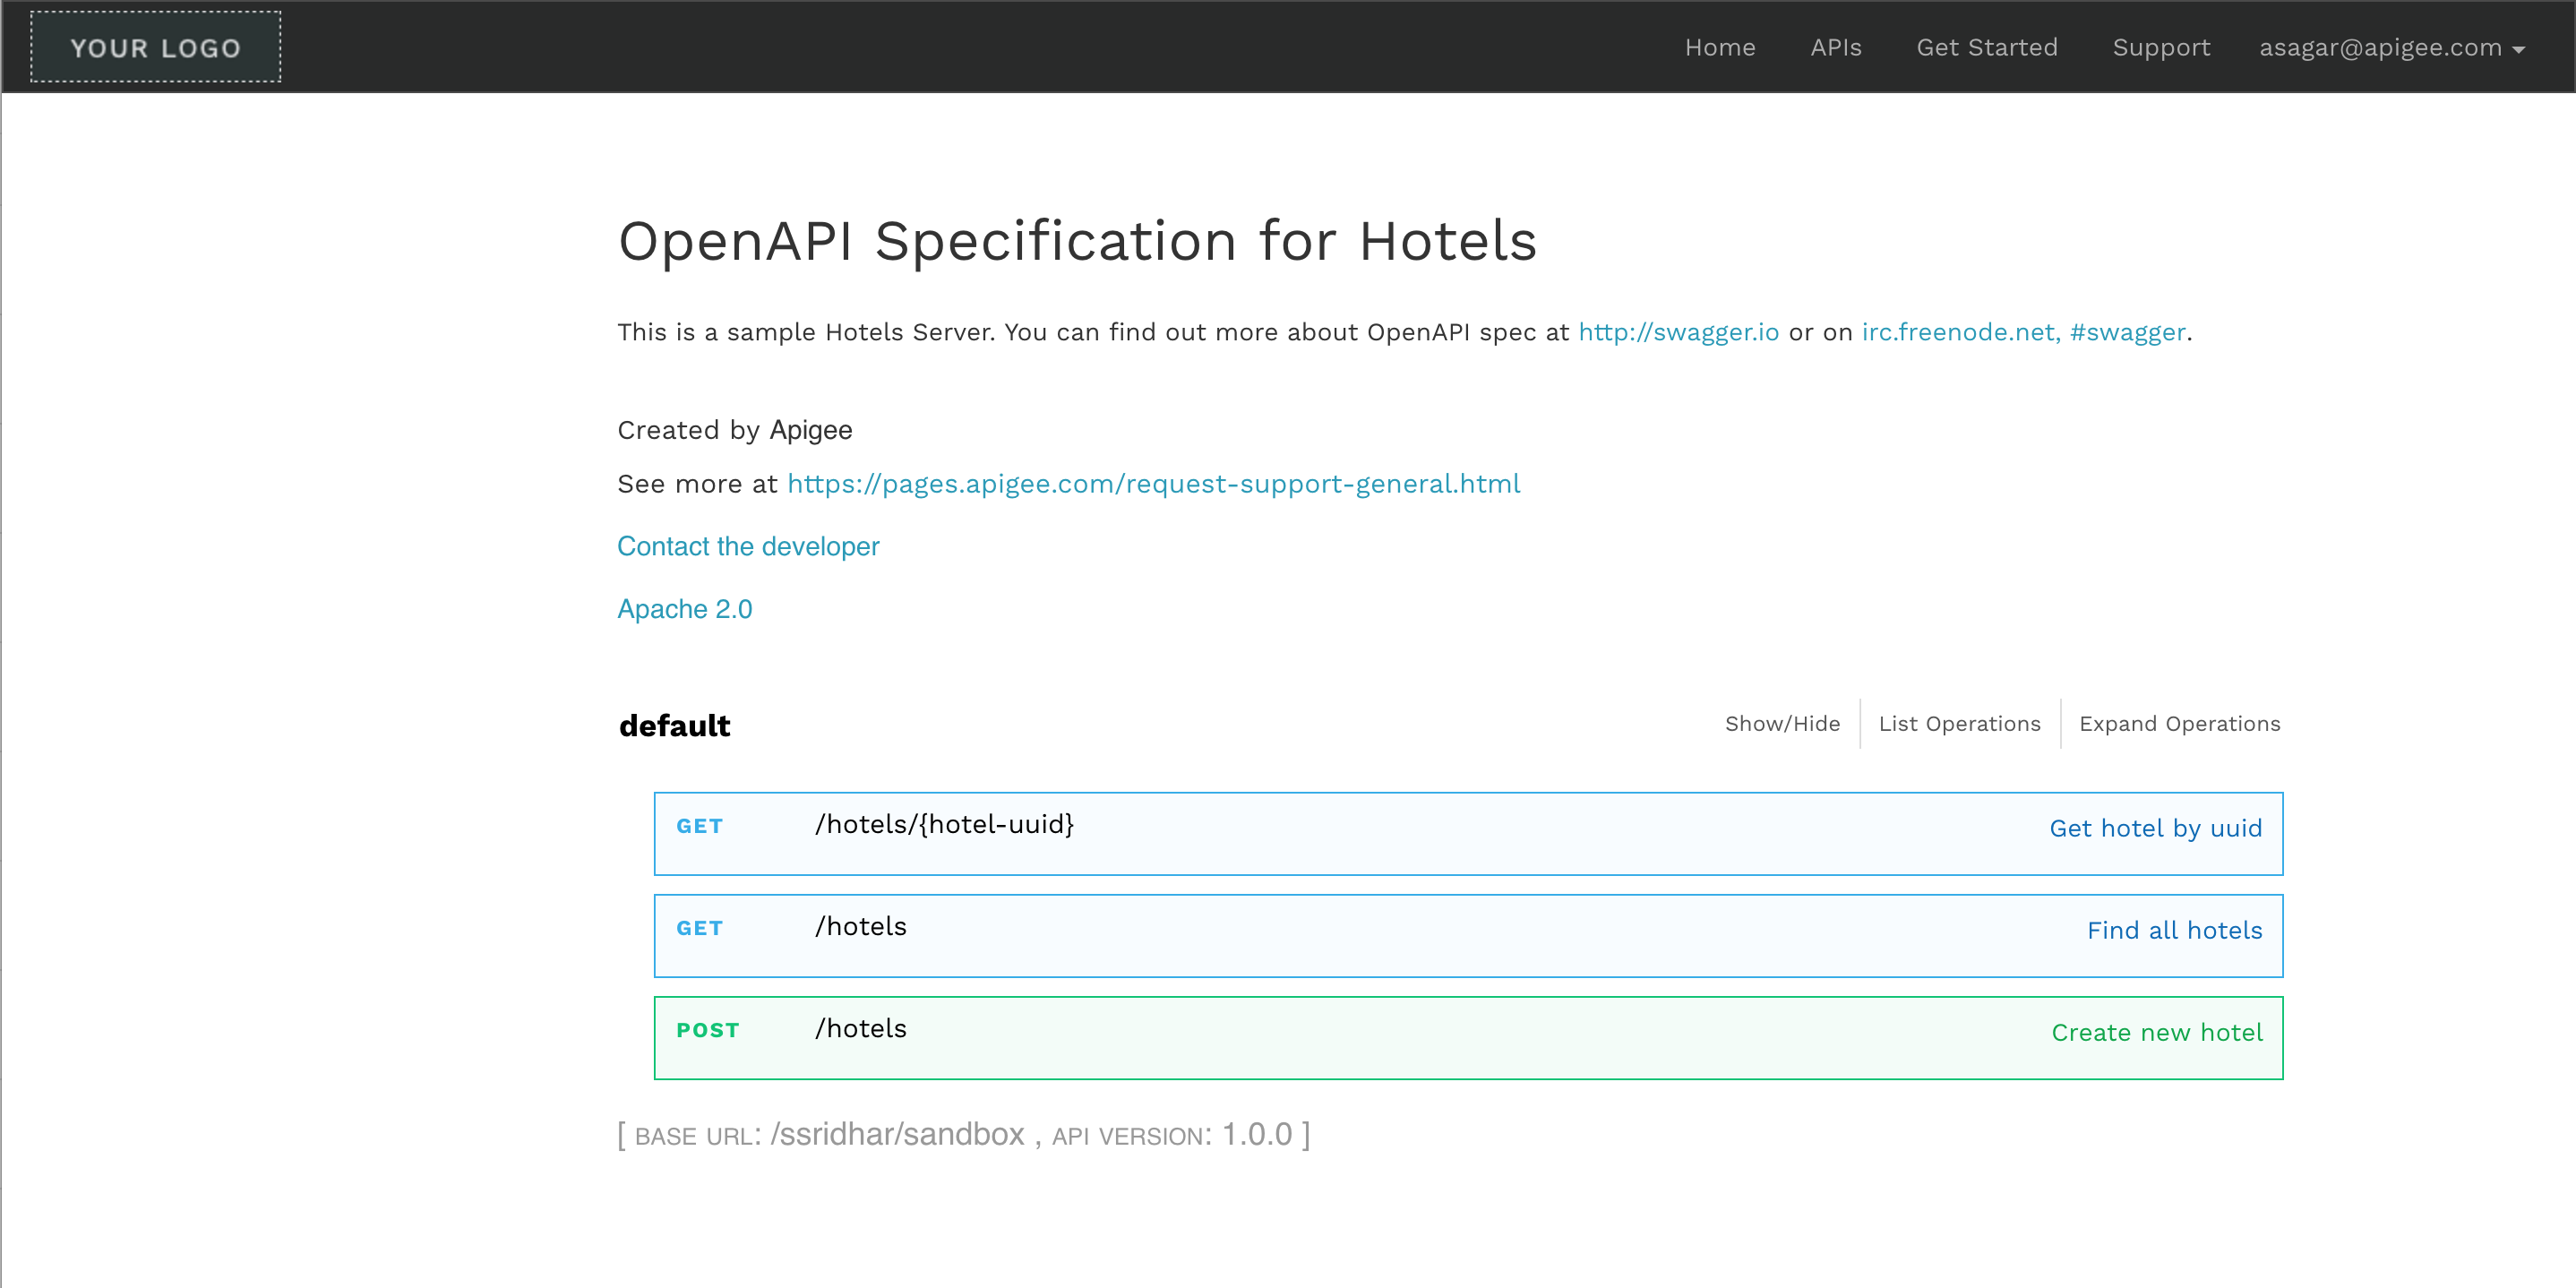 YOUR LOGO
Home APIs Get Started Support asagar@apigee.com
OpenAPI Specification for Hotels
This is a sample Hotels Server. You can find out more about OpenAPI spec at http://swagger.io or on irc.freenode.net, #swagger.
Created by Apigee
See more at https://pages.apigee.com/request-support-general.html
Contact the developer
Apache 2.0
default Show/Hide List Operations Expand Operations
GET /hotels/{hotel-uuid} Get hotel by uuid
GET /hotels Find all hotels
POST /hotels Create new hotel
[ BASE URL: /ssridhar/sandbox , API VERSION: 1.0.0 ]